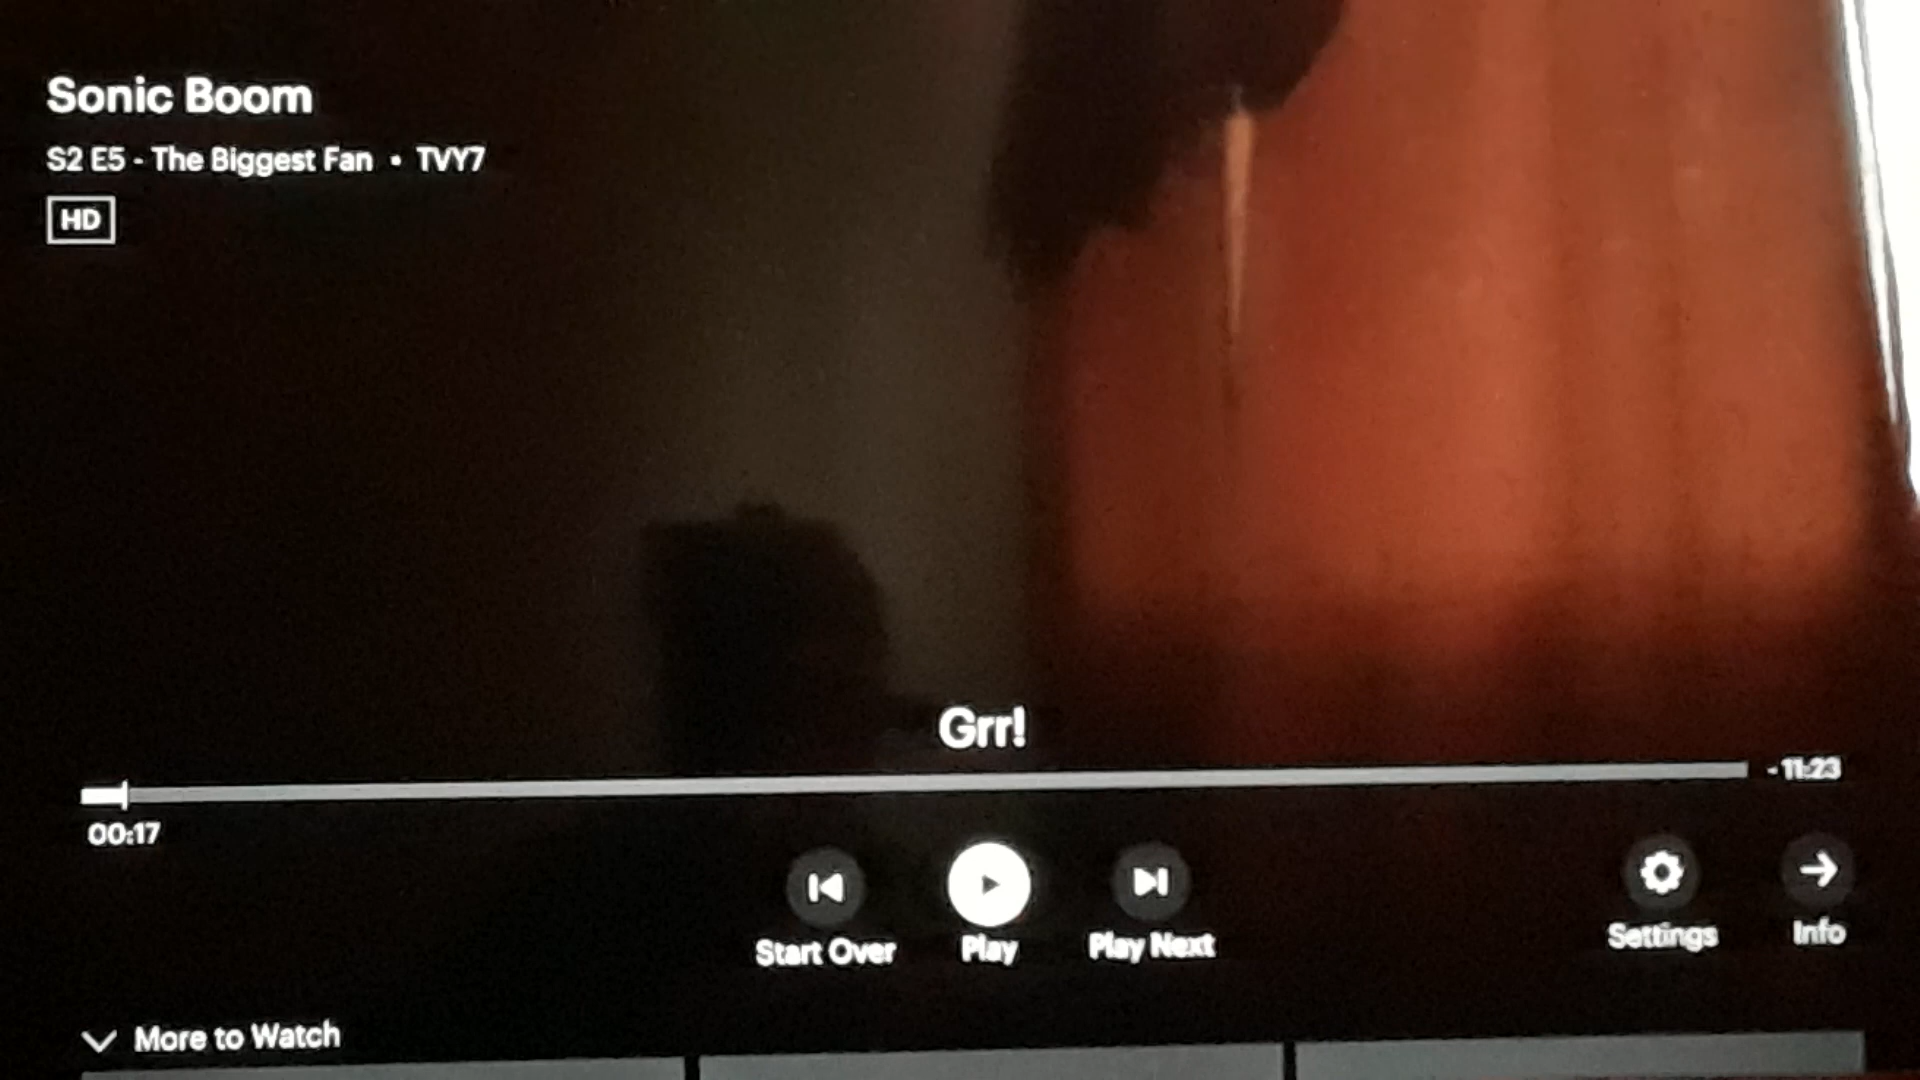 Sonic Boom
S2 E5 - The Biggest Fan • TVY7
HD
Grr!
-11:23
00:17
Start Over
Play
Play Next
Settings
Info
More to Watch